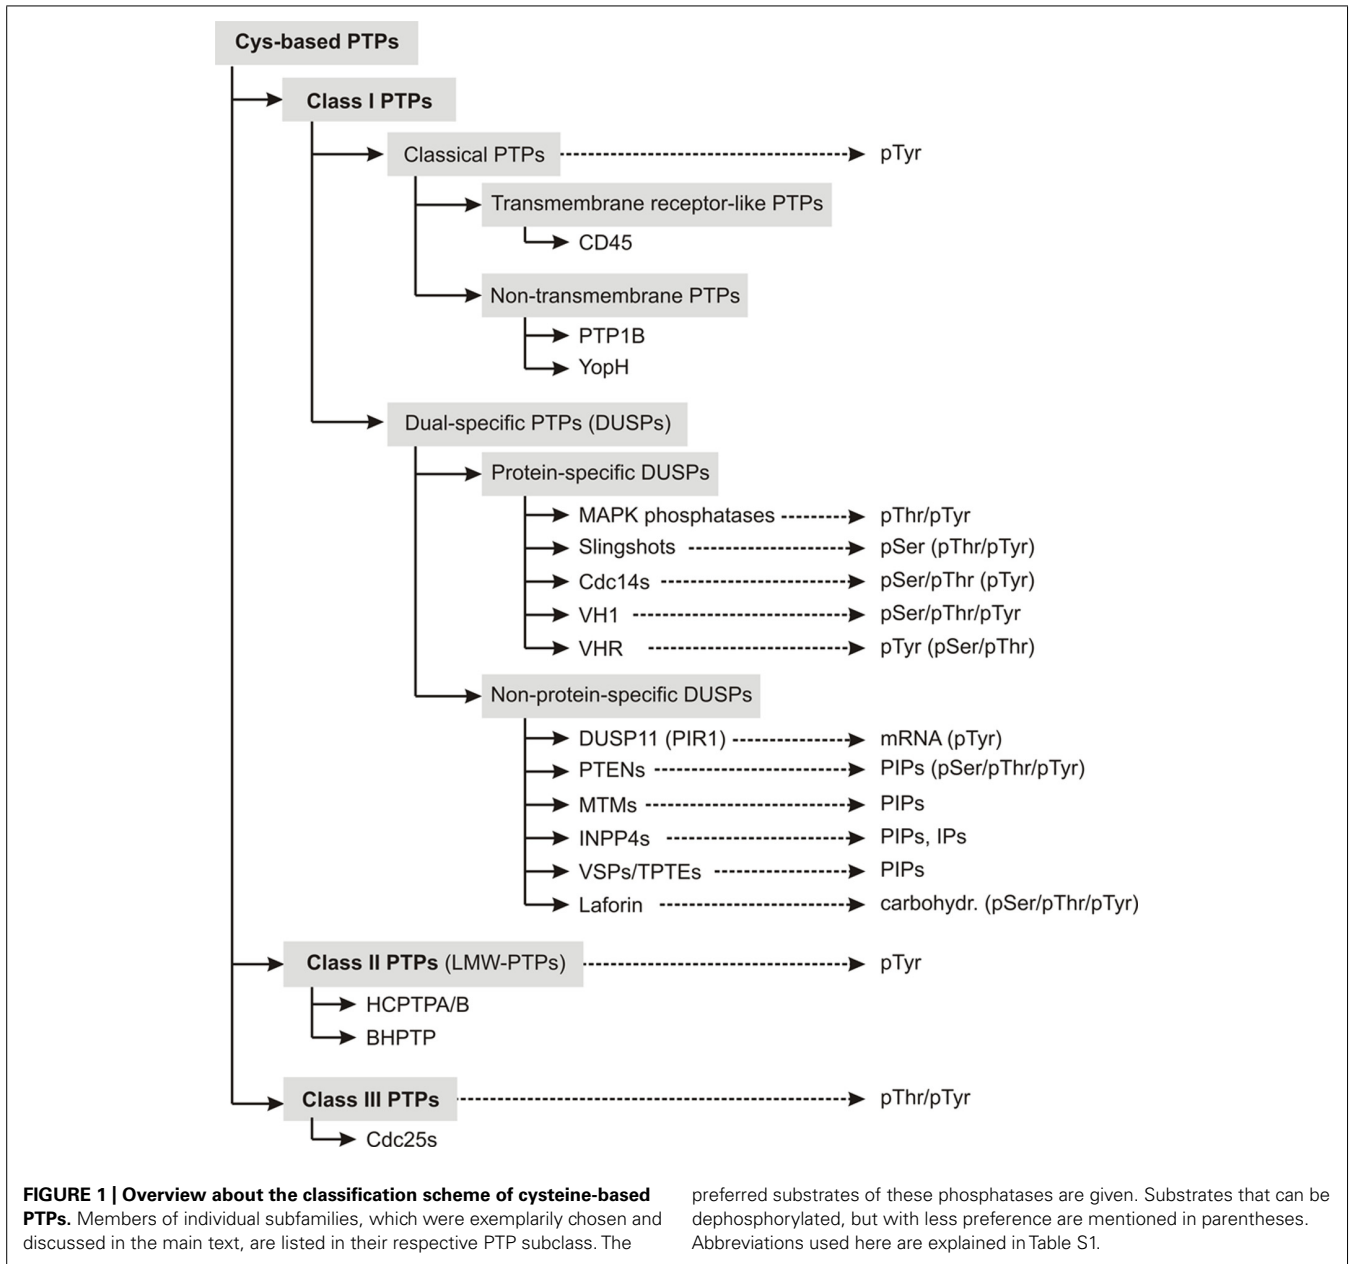 Cys-based PTPs
Class I PTPs
Classical PTPs pTyr
Transmembrane receptor-like PTPs
CD45
Non-transmembrane PTPs
PTP1B
YopH
Dual-specific PTPs (DUSPs)
Protein-specific DUSPs
MAPK phosphatases pThr/pTyr
Slingshots pSer (pThr/pTyr)
Cdc14s pSer/pThr (pTyr)
VH1 pSer/pThr/pTyr
VHR pTyr (pSer/pThr)
Non-protein-specific DUSPs
DUSP11 (PIR1) mRNA (pTyr)
PTENs PIPs (pSer/pThr/pTyr)
MTMs PIPs
INPP4s PIPs, IPs
VSPs/TPTEs PIPs
Laforin carbohydr. (pSer/pThr/pTyr)
Class II PTPs (LMW-PTPs) pTyr
HCPTPA/B
BHPTP
Class III PTPs pThr/pTyr
Cdc25s
FIGURE 1 | Overview about the classification scheme of cysteine-based
PTPs. Members of individual subfamilies, which were exemplarily chosen and
discussed in the main text, are listed in their respective PTP subclass. The
preferred substrates of these phosphatases are given. Substrates that can be
dephosphorylated, but with less preference are mentioned in parentheses.
Abbreviations used here are explained in Table S1.